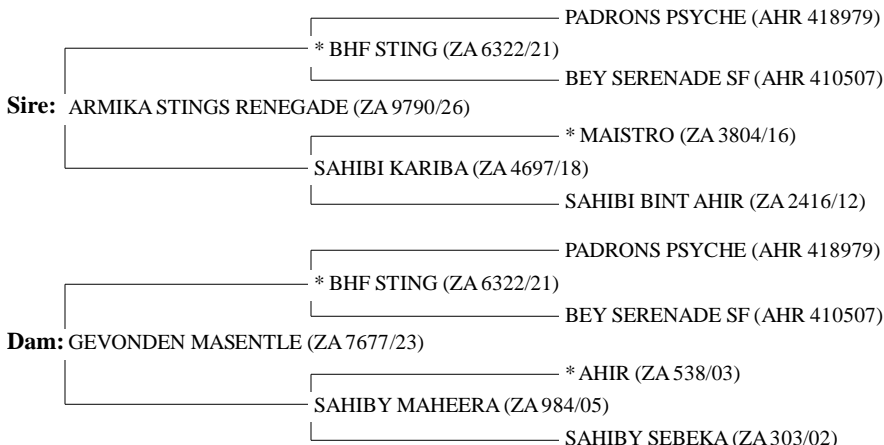 PADRONS PSYCHE (AHR 418979)
* BHF STING (ZA 6322/21)
BEY SERENADE SF (AHR 410507)
Sire: ARMIKA STINGS RENEGADE (ZA 9790/26)
* MAISTRO (ZA 3804/16)
SAHIBI KARIBA (ZA 4697/18)
SAHIBI BINT AHIR (ZA 2416/12)
PADRONS PSYCHE (AHR 418979)
* BHF STING (ZA 6322/21)
BEY SERENADE SF (AHR 410507)
Dam: GEVONDEN MASENTLE (ZA 7677/23)
* AHIR (ZA 538/03)
SAHIBY MAHEERA (ZA 984/05)
SAHIBY SEBEKA (ZA 303/02)